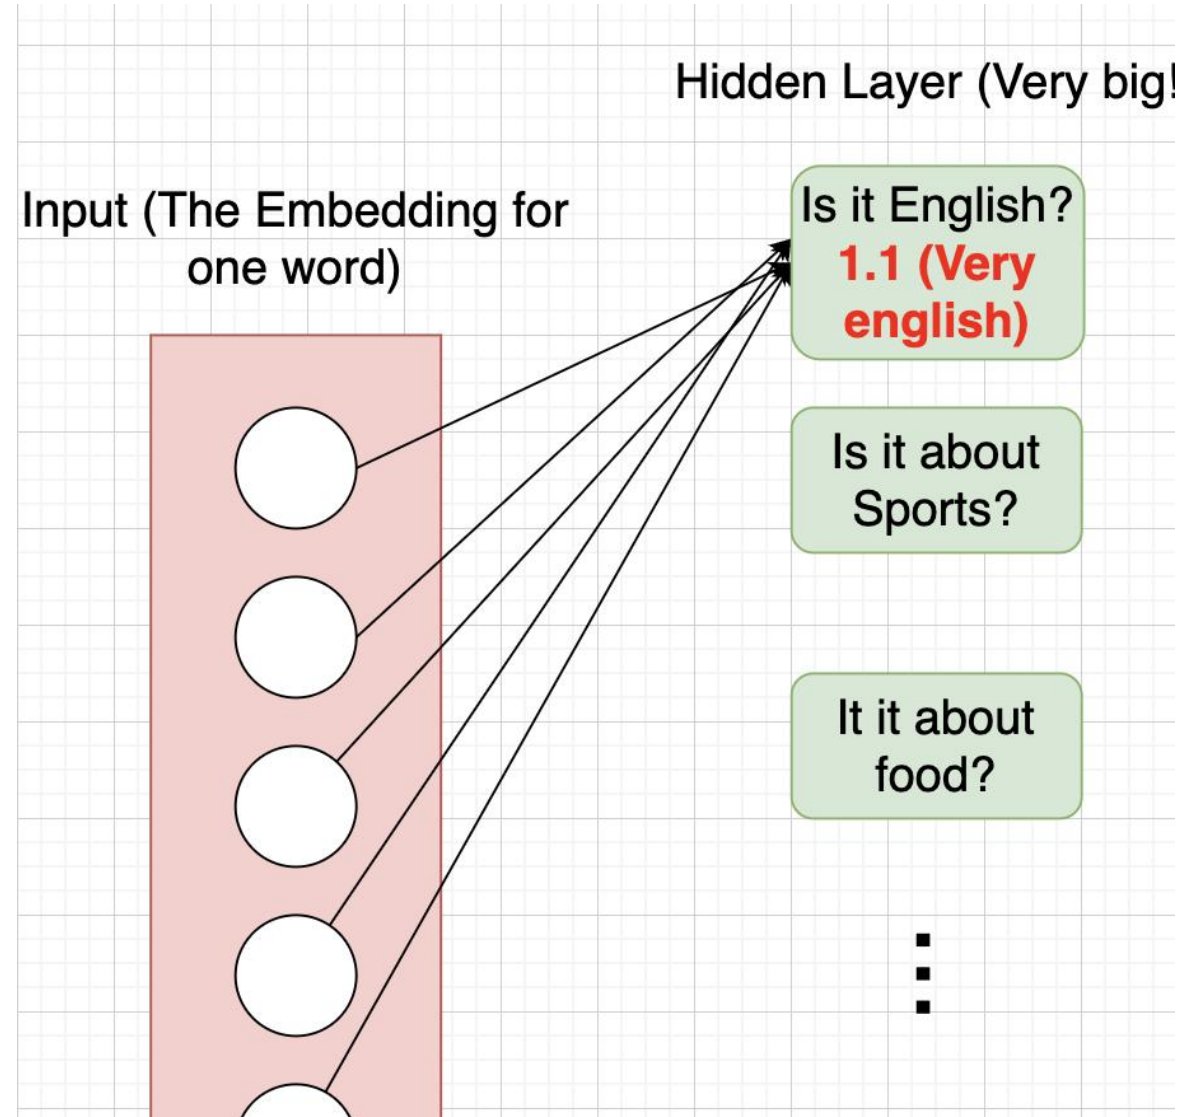 Hidden Layer (Very big!
Input (The Embedding for
one word)
Is it English?
1.1 (Very
english)
Is it about
Sports?
It it about
food?